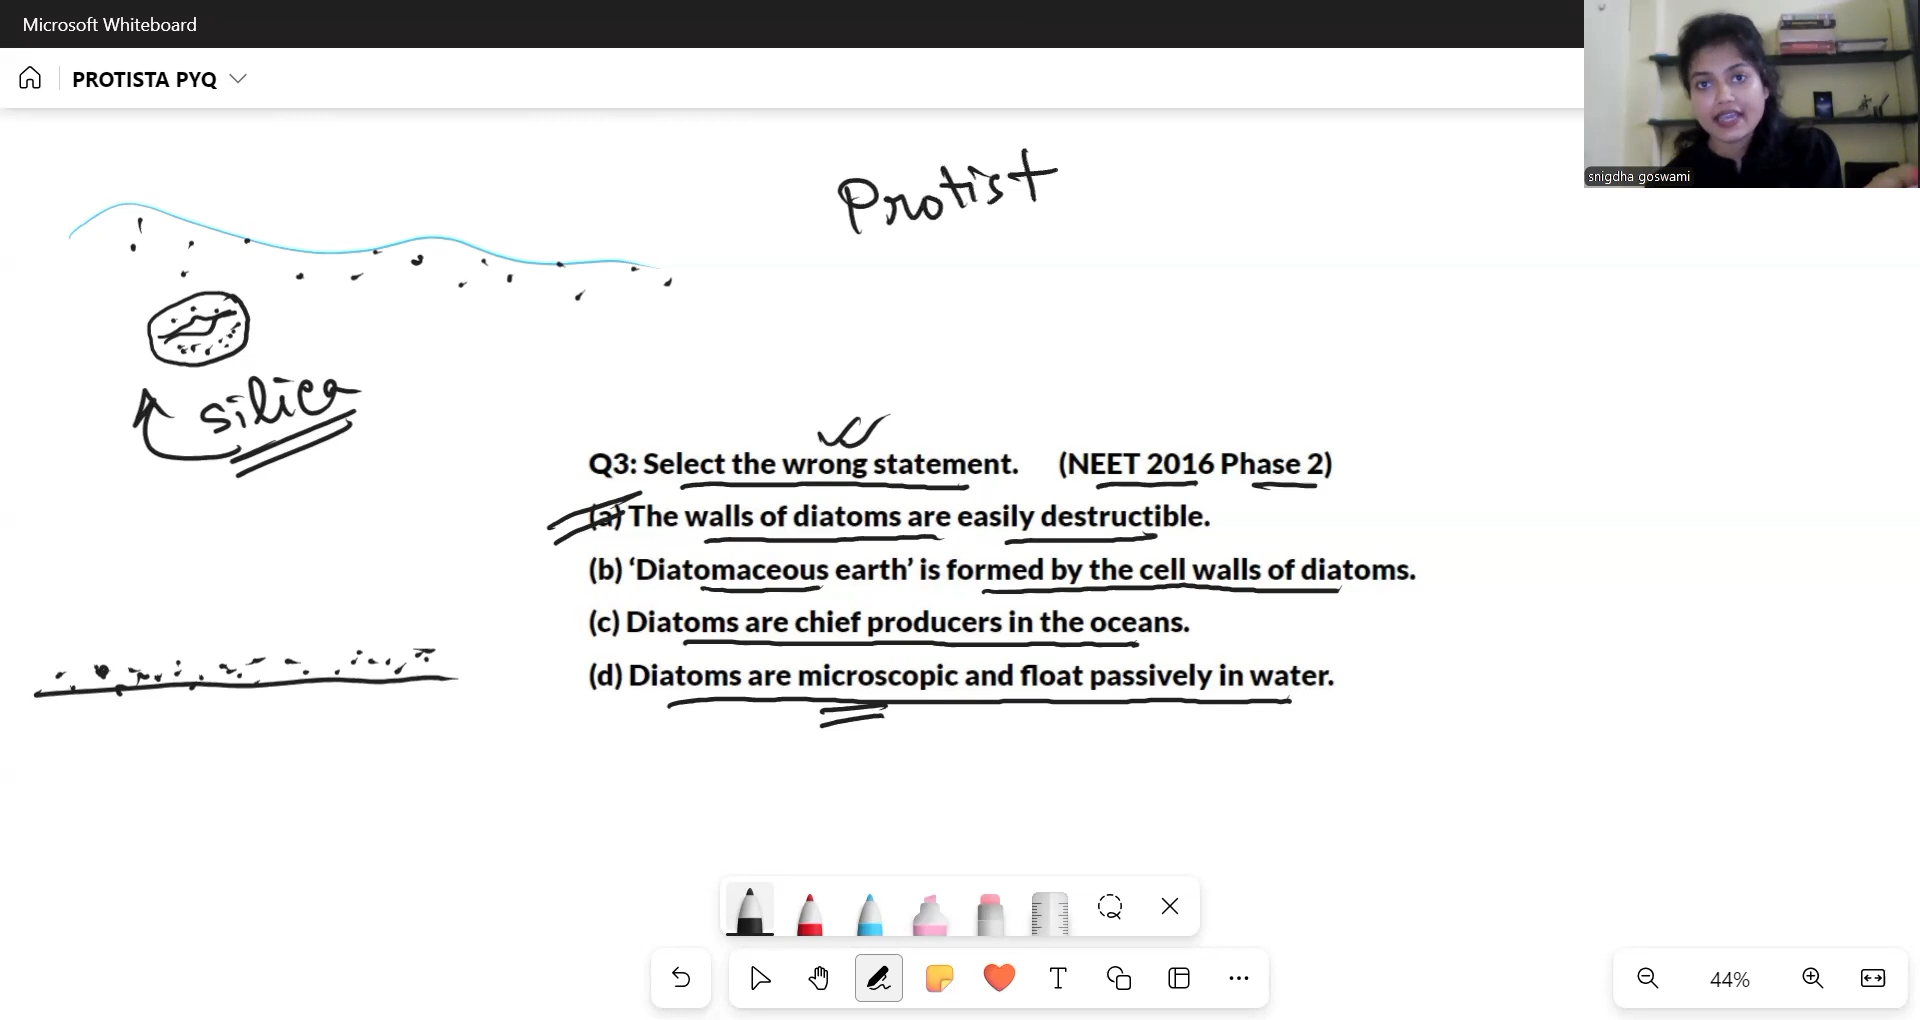 Microsoft Whiteboard
PROTISTA PYQ
snigdha goswami
Protist
silica
Q3: Select the wrong statement. (NEET 2016 Phase 2)
(a) The walls of diatoms are easily destructible.
(b) ‘Diatomaceous earth’ is formed by the cell walls of diatoms.
(c) Diatoms are chief producers in the oceans.
(d) Diatoms are microscopic and float passively in water.
44%